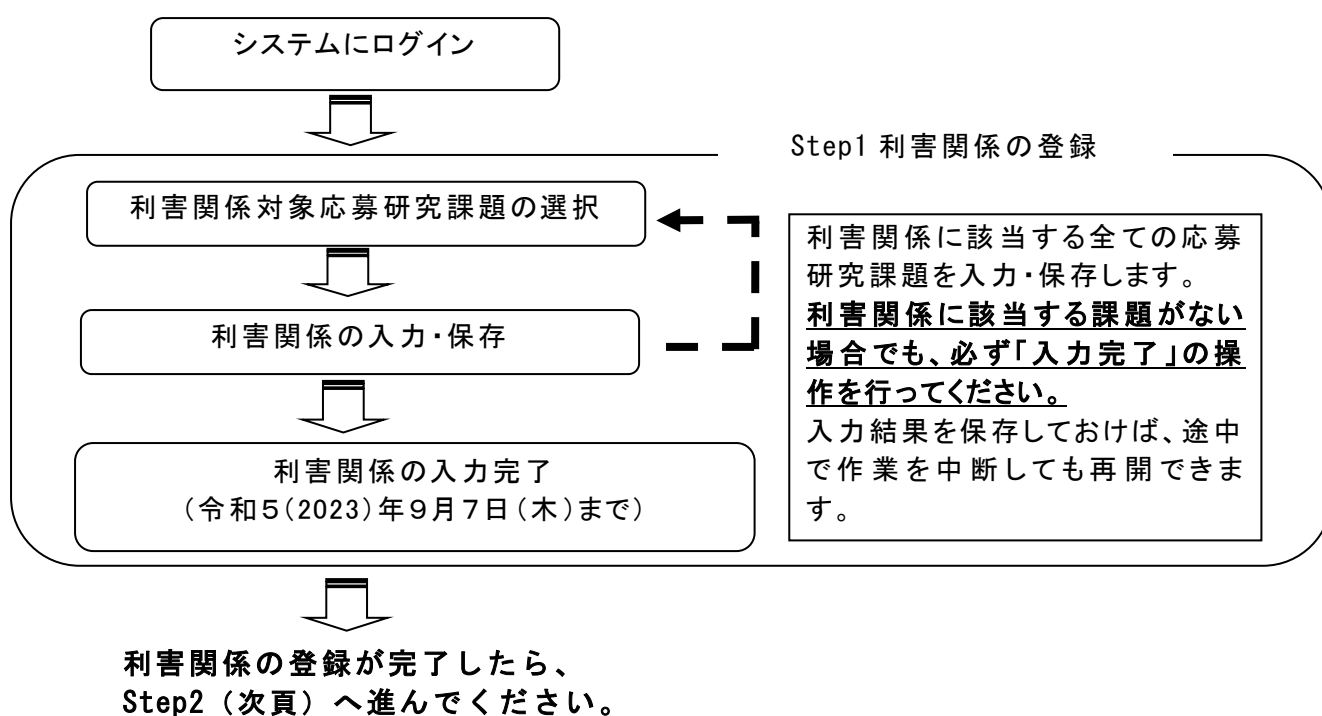 システムにログイン
Step1 利害関係の登録
利害関係対象応募研究課題の選択
利害関係の入力・保存
利害関係の入力完了
(令和5(2023)年9月7日(木)まで)
利害関係に該当する全ての応募
研究課題を入力・保存します。
利害関係に該当する課題がない
場合でも、必ず「入力完了」の操
作を行ってください。
入力結果を保存しておけば、途中
で作業を中断しても再開できま
す。
利害関係の登録が完了したら、
Step2(次頁)へ進んでください。